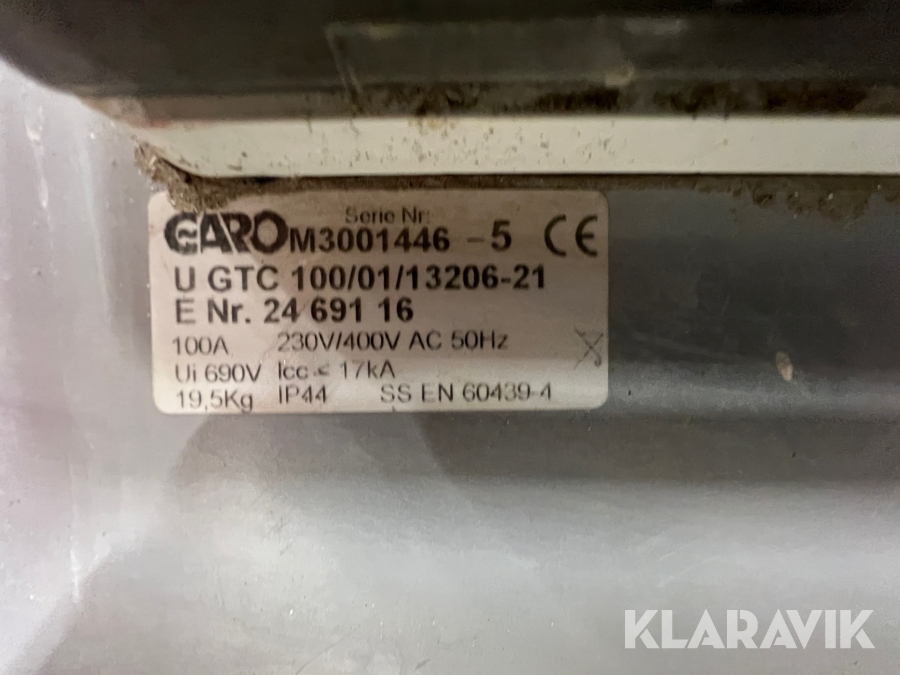 Serie Nr:
GARO M3001446 - 5 CE
U GTC 100/01/13206-21
E Nr. 24 691 16
100A 230V/400V AC 50Hz
Ui 690V Icc ≤ 17kA
19,5Kg IP44 SS EN 60439-4
KLARAVIK